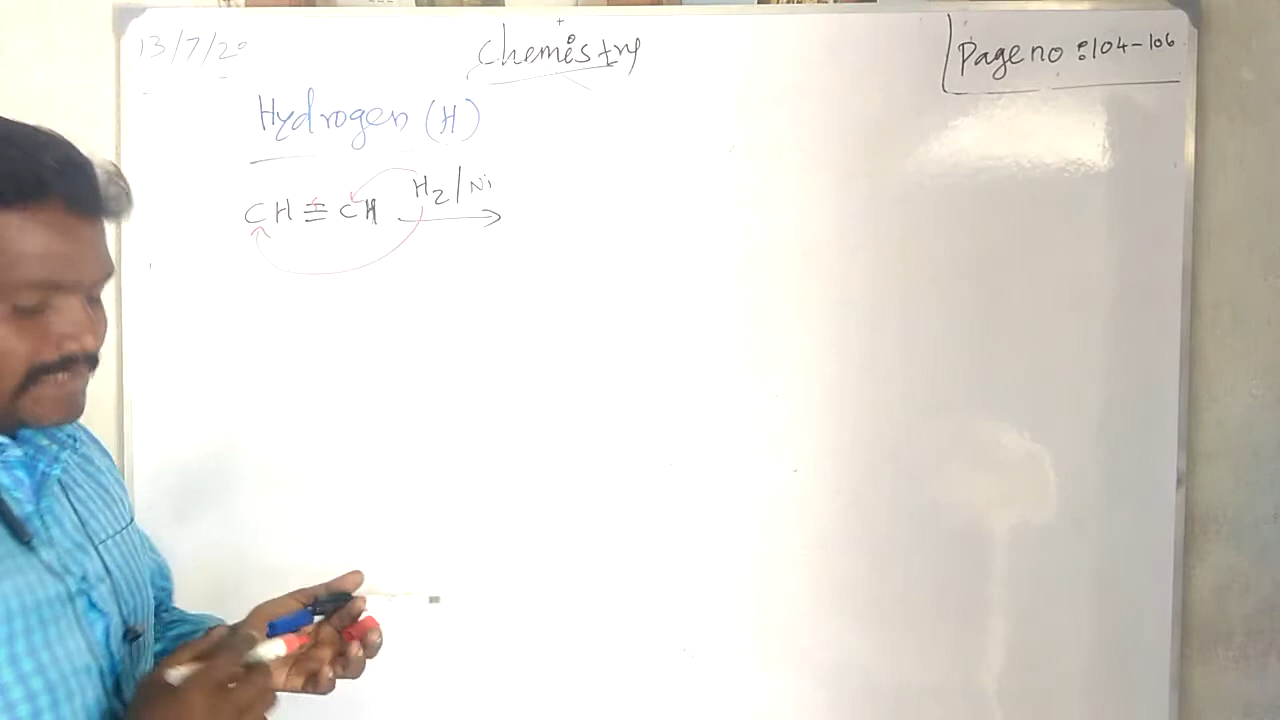 13/7/20
Chemistry
Page no : 104-106
Hydrogen (H)
CH ≡ CH H2/Ni →